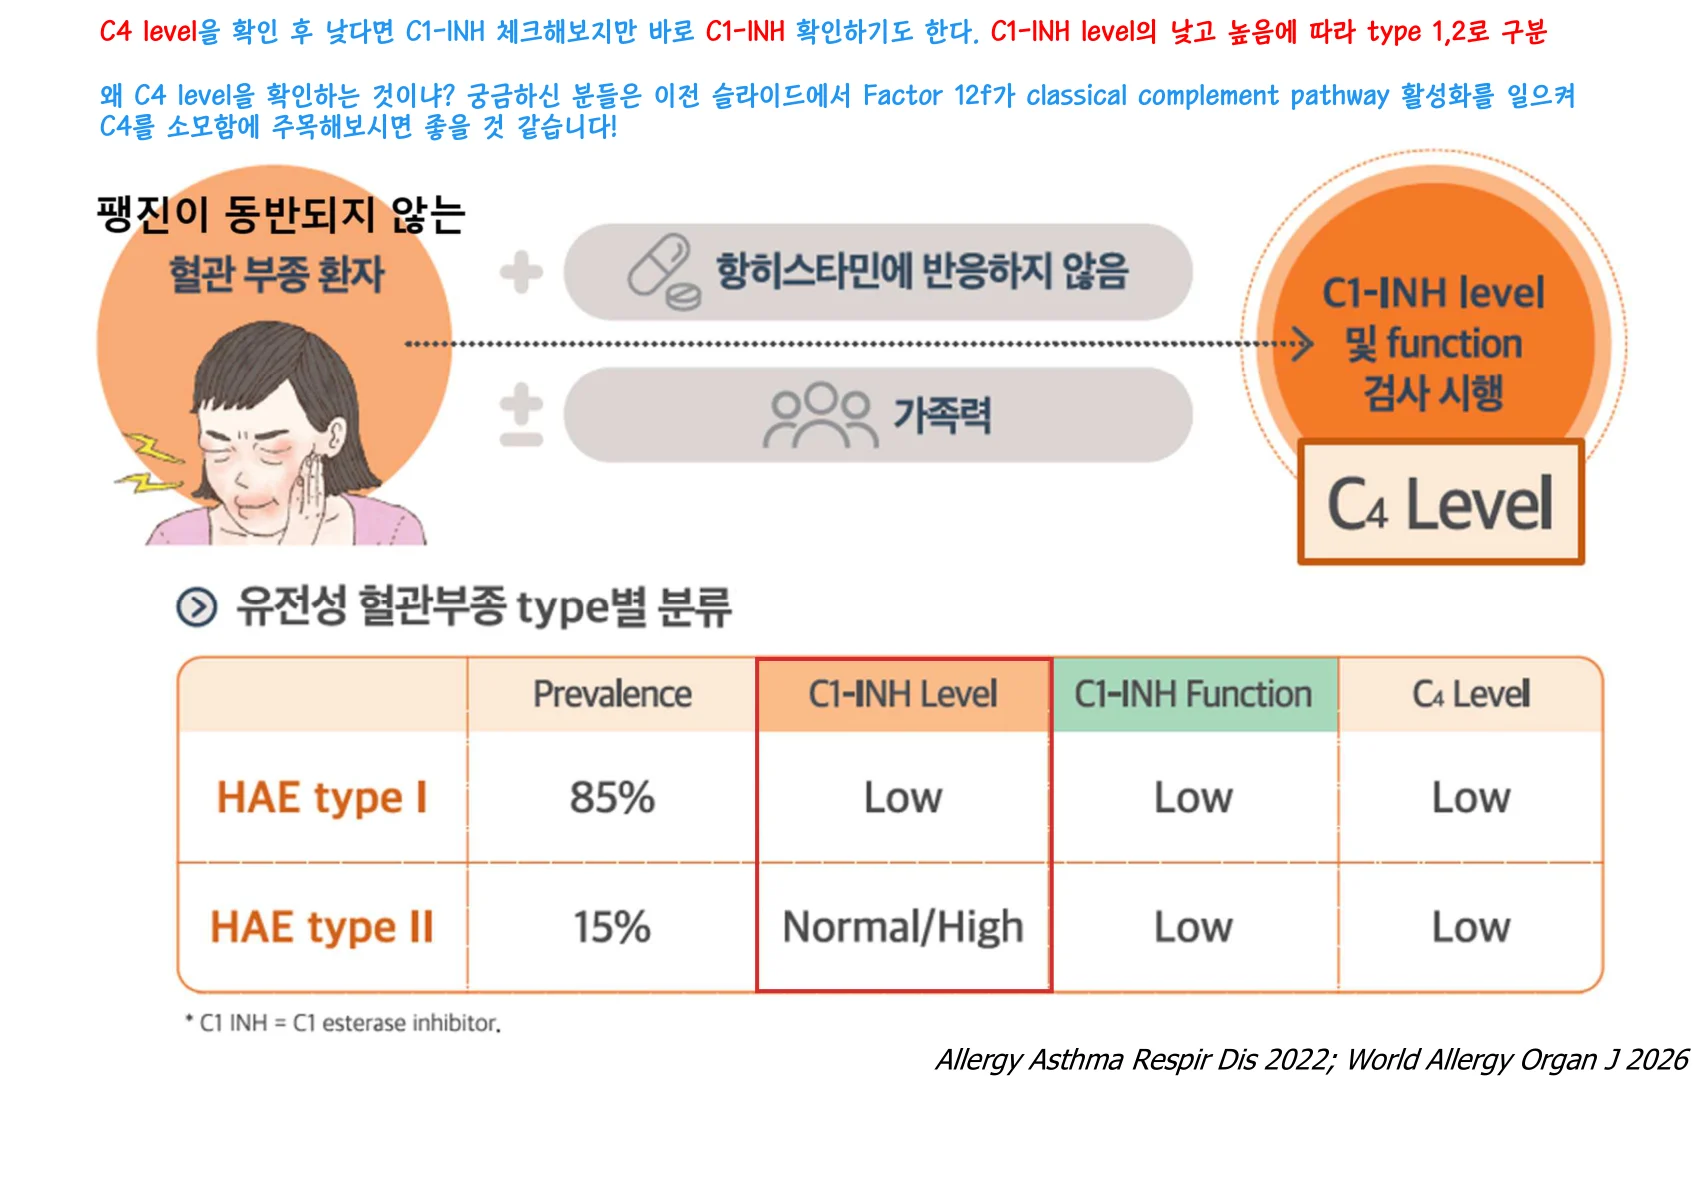 C4 level을 확인 후 낮다면 C1-INH 체크해보지만 바로 C1-INH 확인하기도 한다. C1-INH level의 낮고 높음에 따라 type 1,2로 구분
왜 C4 level을 확인하는 것이냐? 궁금하신 분들은 이전 슬라이드에서 Factor 12f가 classical complement pathway 활성화를 일으켜
C4를 소모함에 주목해보시면 좋을 것 같습니다!
팽진이 동반되지 않는
혈관 부종 환자
항히스타민에 반응하지 않음
가족력
C1-INH level
및 function
검사 시행
C4 Level
유전성 혈관부종 type별 분류
Prevalence C1-INH Level C1-INH Function C4 Level
HAE type I 85% Low Low Low
HAE type II 15% Normal/High Low Low
* C1 INH = C1 esterase inhibitor.
Allergy Asthma Respir Dis 2022; World Allergy Organ J 2026